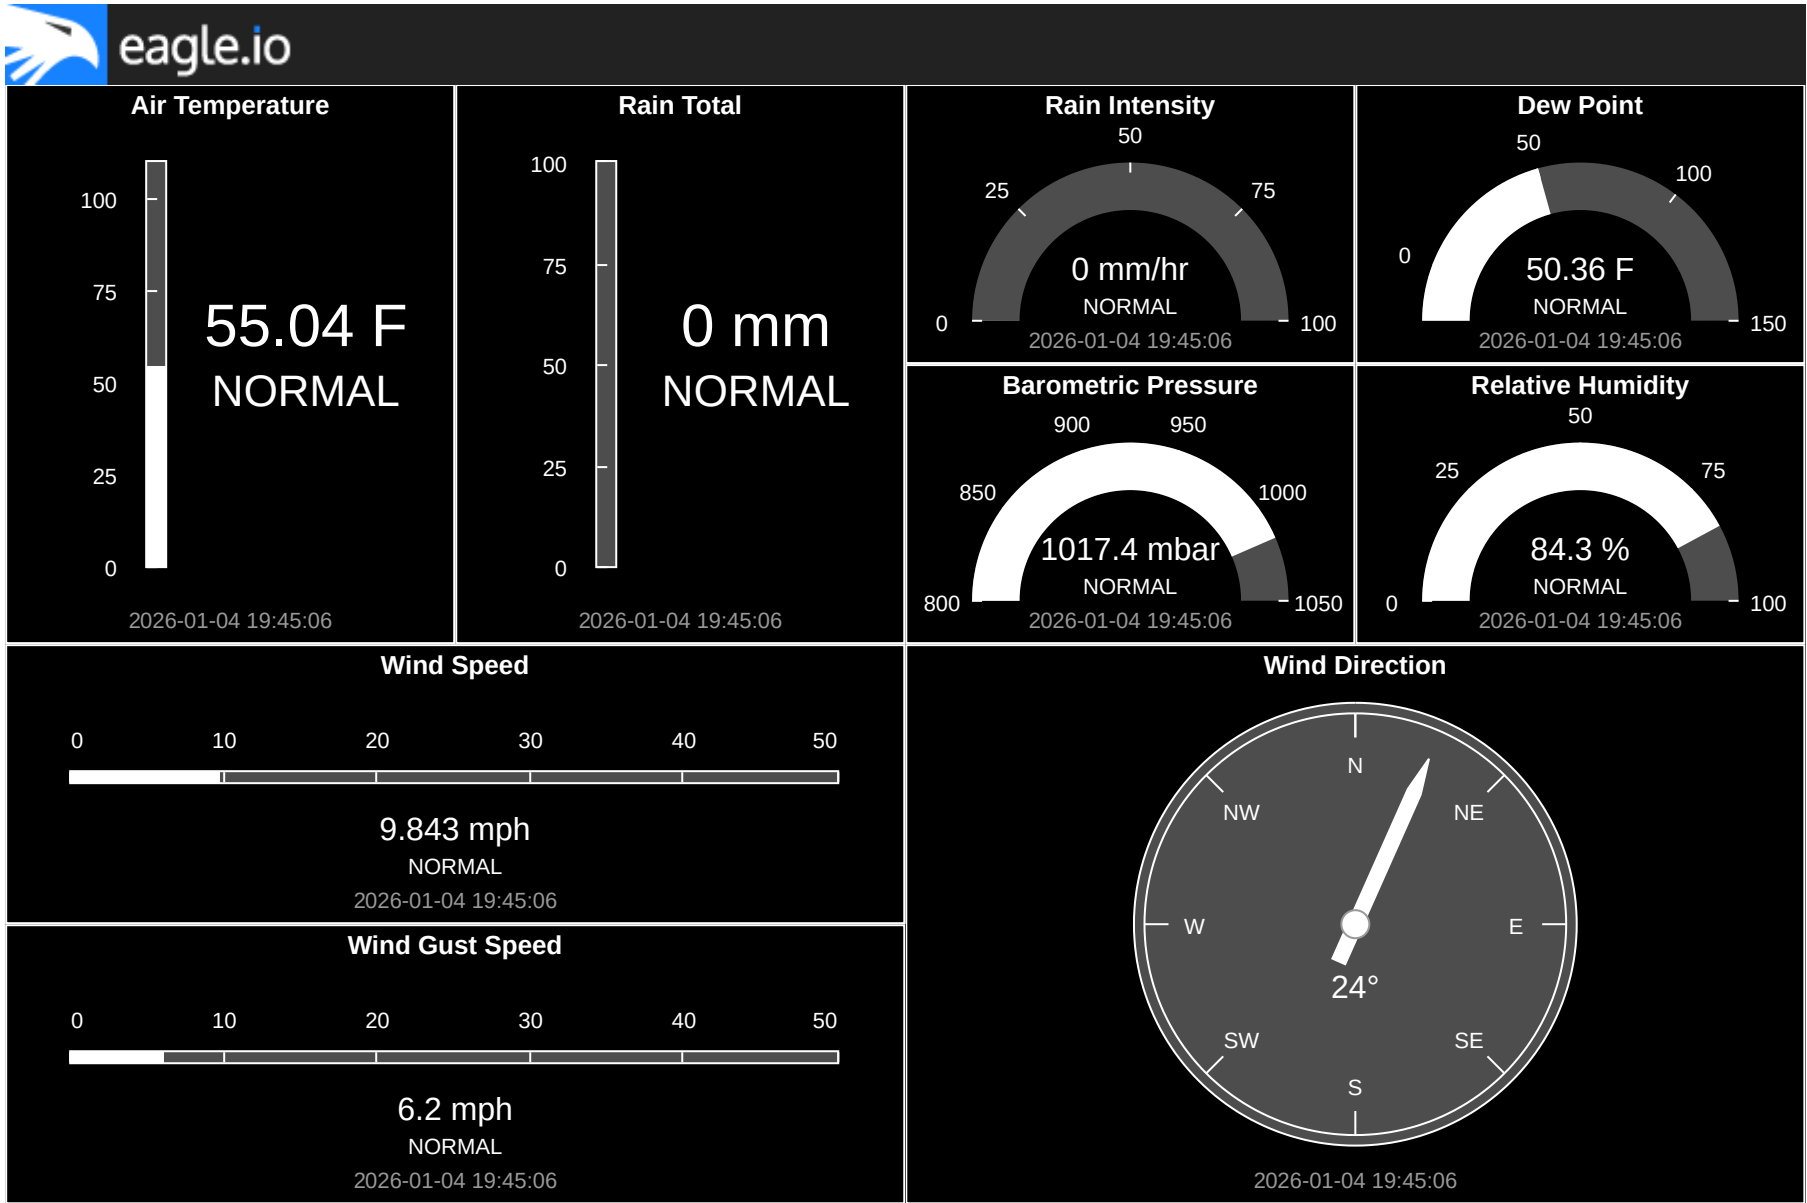 eagle.io
Air Temperature
100
75
50
25
0
55.04 F
NORMAL
2026-01-04 19:45:06
Rain Total
100
75
50
25
0
0 mm
NORMAL
2026-01-04 19:45:06
Rain Intensity
50
25
75
0
100
0 mm/hr
NORMAL
2026-01-04 19:45:06
Dew Point
50
100
0
150
50.36 F
NORMAL
2026-01-04 19:45:06
Barometric Pressure
900
950
850
1000
800
1050
1017.4 mbar
NORMAL
2026-01-04 19:45:06
Relative Humidity
50
25
75
0
100
84.3 %
NORMAL
2026-01-04 19:45:06
Wind Speed
0 10 20 30 40 50
9.843 mph
NORMAL
2026-01-04 19:45:06
Wind Gust Speed
0 10 20 30 40 50
6.2 mph
NORMAL
2026-01-04 19:45:06
Wind Direction
N
NW
NE
W
E
24°
SW
SE
S
2026-01-04 19:45:06